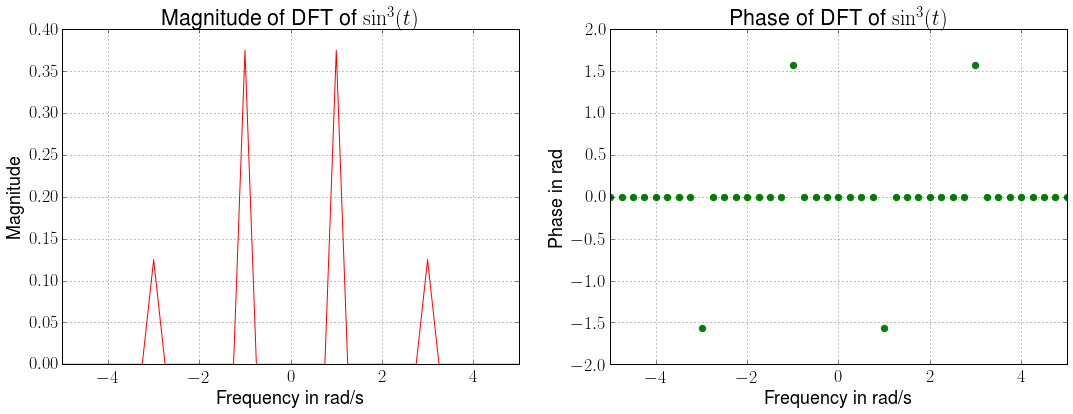 Magnitude of DFT of sin³(t)
0.40
0.35
0.30
0.25
0.20
0.15
0.10
0.05
0.00
Magnitude
−4 −2 0 2 4
Frequency in rad/s
Phase of DFT of sin³(t)
2.0
1.5
1.0
0.5
0.0
−0.5
−1.0
−1.5
−2.0
Phase in rad
−4 −2 0 2 4
Frequency in rad/s